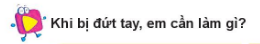 Khi bị đứt tay, em cần làm gì?